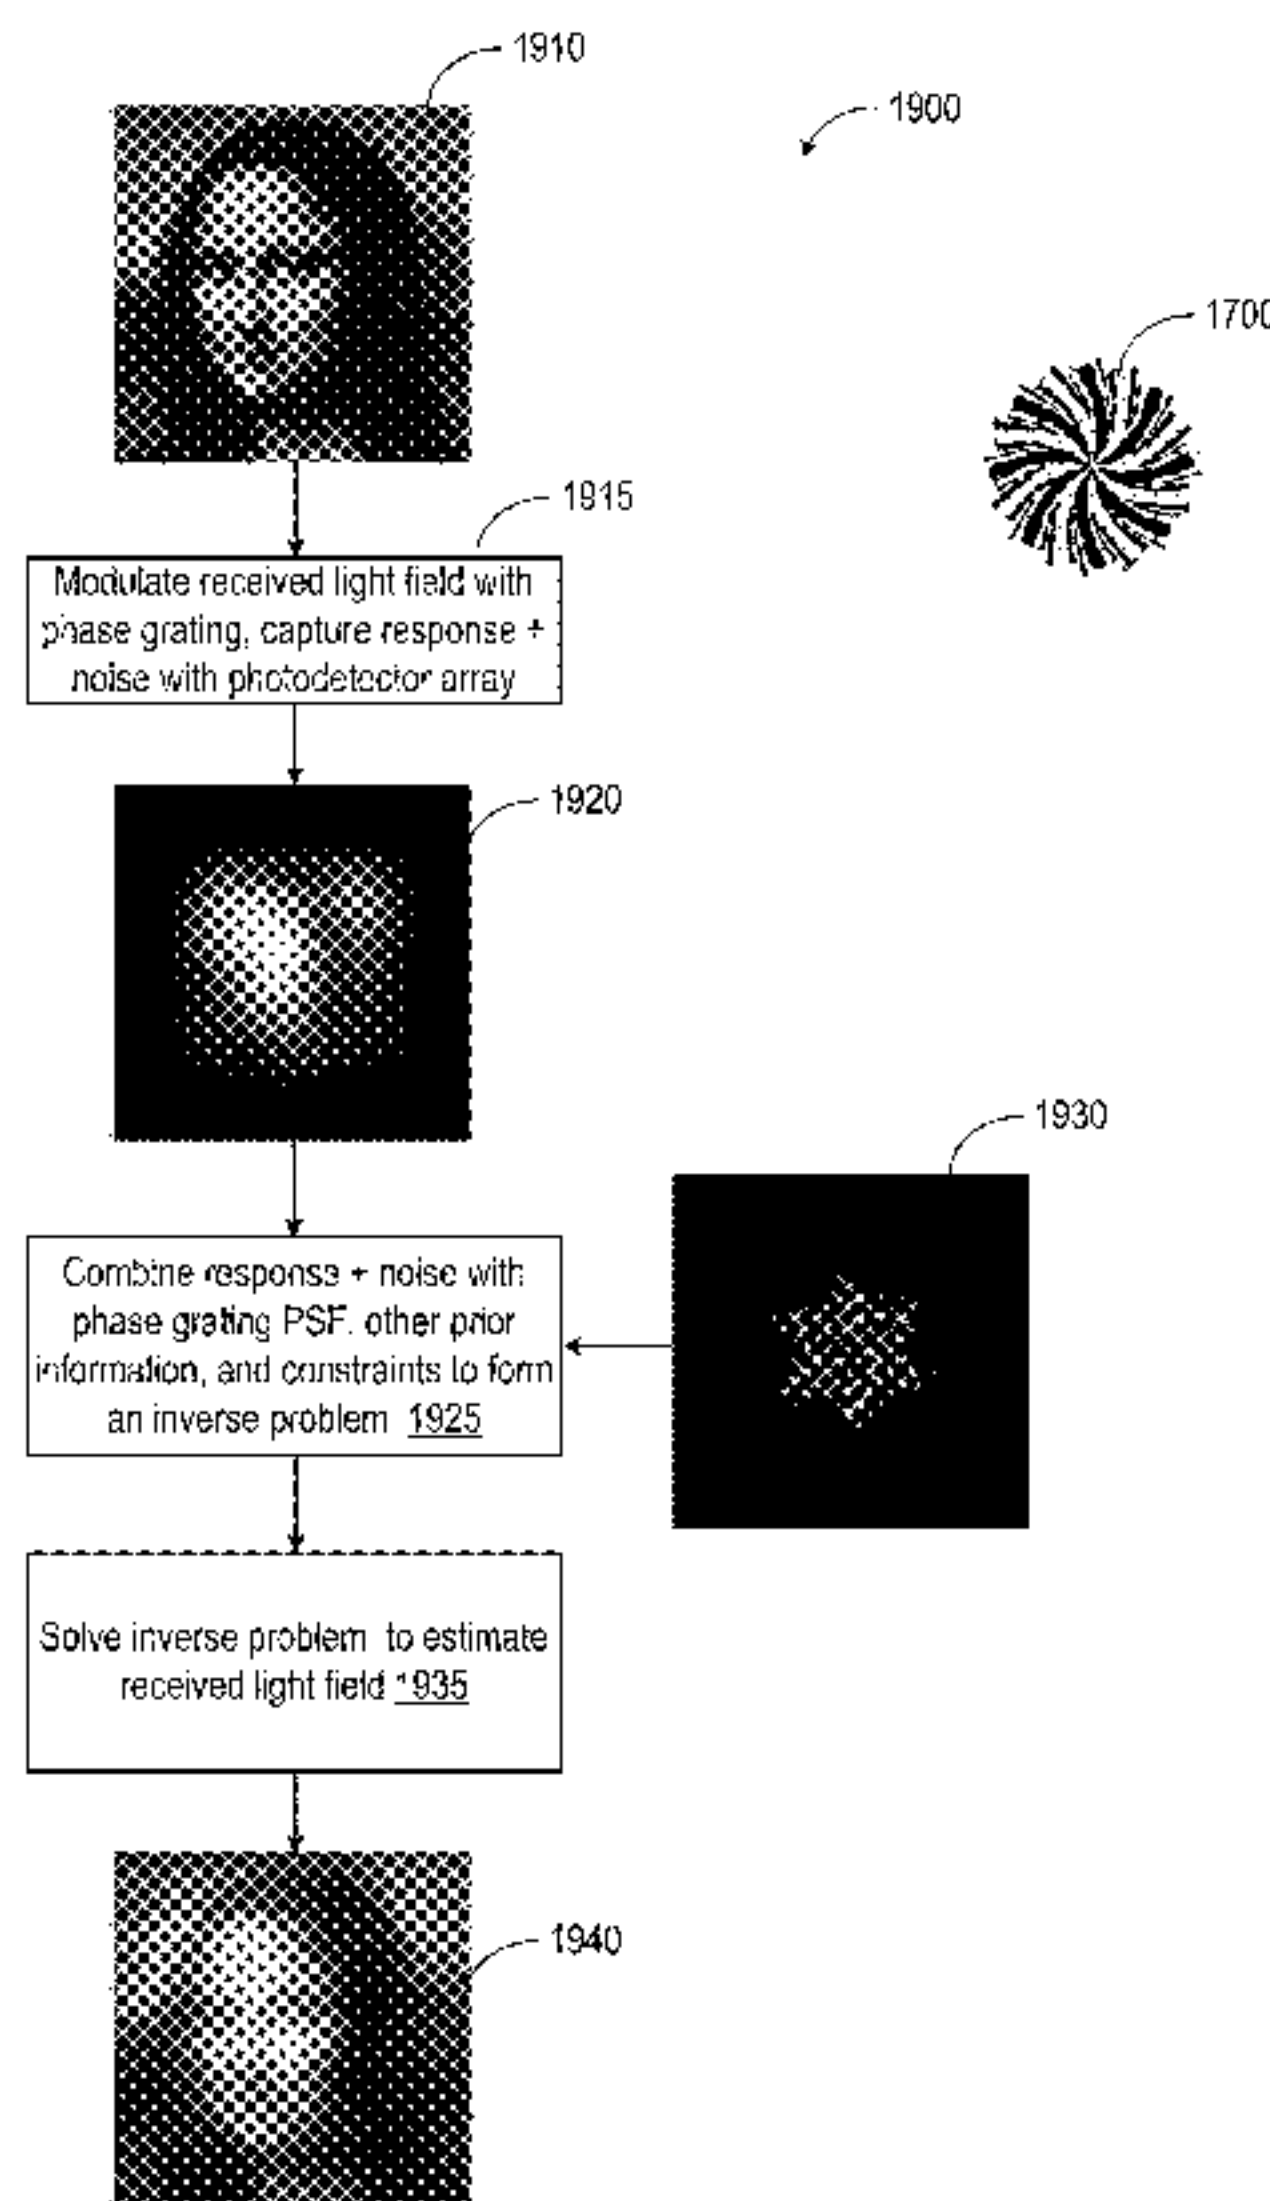 1910
1900
1700
1915
Modulate received light field with
phase grating, capture response +
noise with photodetector array
1920
1930
Combine response + noise with
phase grating PSF, other prior
information, and constraints to form
an inverse problem 1925
Solve inverse problem to estimate
received light field 1935
1940